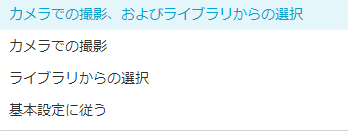 カメラでの撮影、およびライブラリからの選択
カメラでの撮影
ライブラリからの選択
基本設定に従う